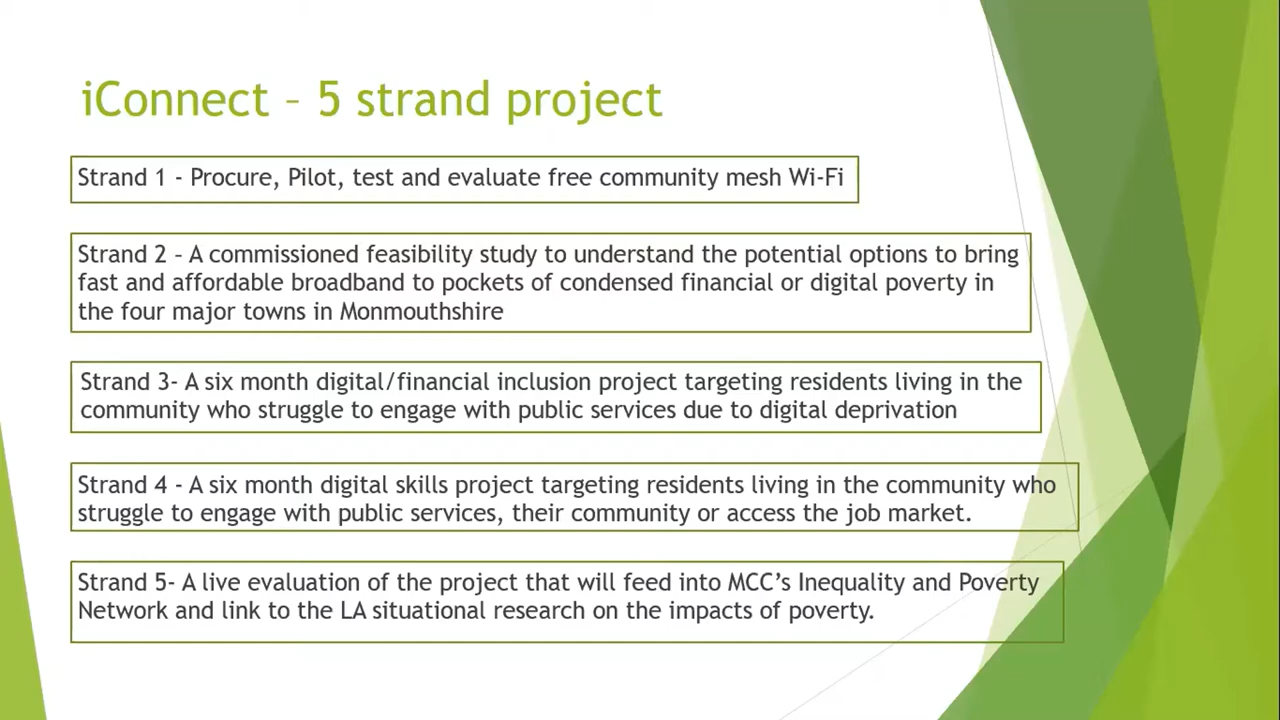 iConnect – 5 strand project
Strand 1 - Procure, Pilot, test and evaluate free community mesh Wi-Fi
Strand 2 – A commissioned feasibility study to understand the potential options to bring
fast and affordable broadband to pockets of condensed financial or digital poverty in
the four major towns in Monmouthshire
Strand 3- A six month digital/financial inclusion project targeting residents living in the
community who struggle to engage with public services due to digital deprivation
Strand 4 - A six month digital skills project targeting residents living in the community who
struggle to engage with public services, their community or access the job market.
Strand 5- A live evaluation of the project that will feed into MCC’s Inequality and Poverty
Network and link to the LA situational research on the impacts of poverty.